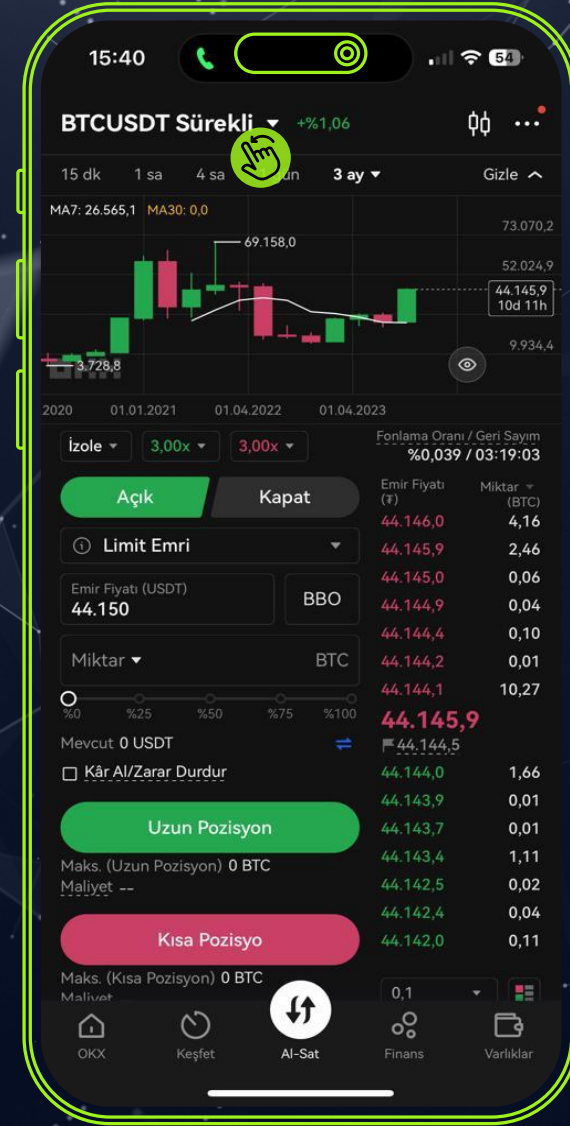 15:40
54
BTCUSDT Sürekli +%1,06
15 dk 1 sa 4 sa 3 ay Gizle
MA7: 26.565,1 MA30: 0,0
73.070,2
69.158,0
52.024,9
44.145,9
10d 11h
9.934,4
3.728,8
2020 01.01.2021 01.04.2022 01.04.2023
İzole 3,00x 3,00x
Fonlama Oranı / Geri Sayım
%0,039 / 03:19:03
Açık Kapat
Limit Emri
Emir Fiyatı (USDT)
44.150
BBO
Miktar BTC
%0 %25 %50 %75 %100
Mevcut 0 USDT
Kâr Al/Zarar Durdur
Uzun Pozisyon
Maks. (Uzun Pozisyon) 0 BTC
Maliyet --
Kısa Pozisyo
Maks. (Kısa Pozisyon) 0 BTC
Maliyet
Emir Fiyatı Miktar
(₮) (BTC)
44.146,0 4,16
44.145,9 2,46
44.145,0 0,06
44.144,9 0,04
44.144,4 0,10
44.144,2 0,01
44.144,1 10,27
44.145,9
44.144,5
44.144,0 1,66
44.143,9 0,01
44.143,7 0,01
44.143,4 1,11
44.142,5 0,02
44.142,4 0,04
44.142,0 0,11
0,1
OKX Keşfet Al-Sat Finans Varlıklar